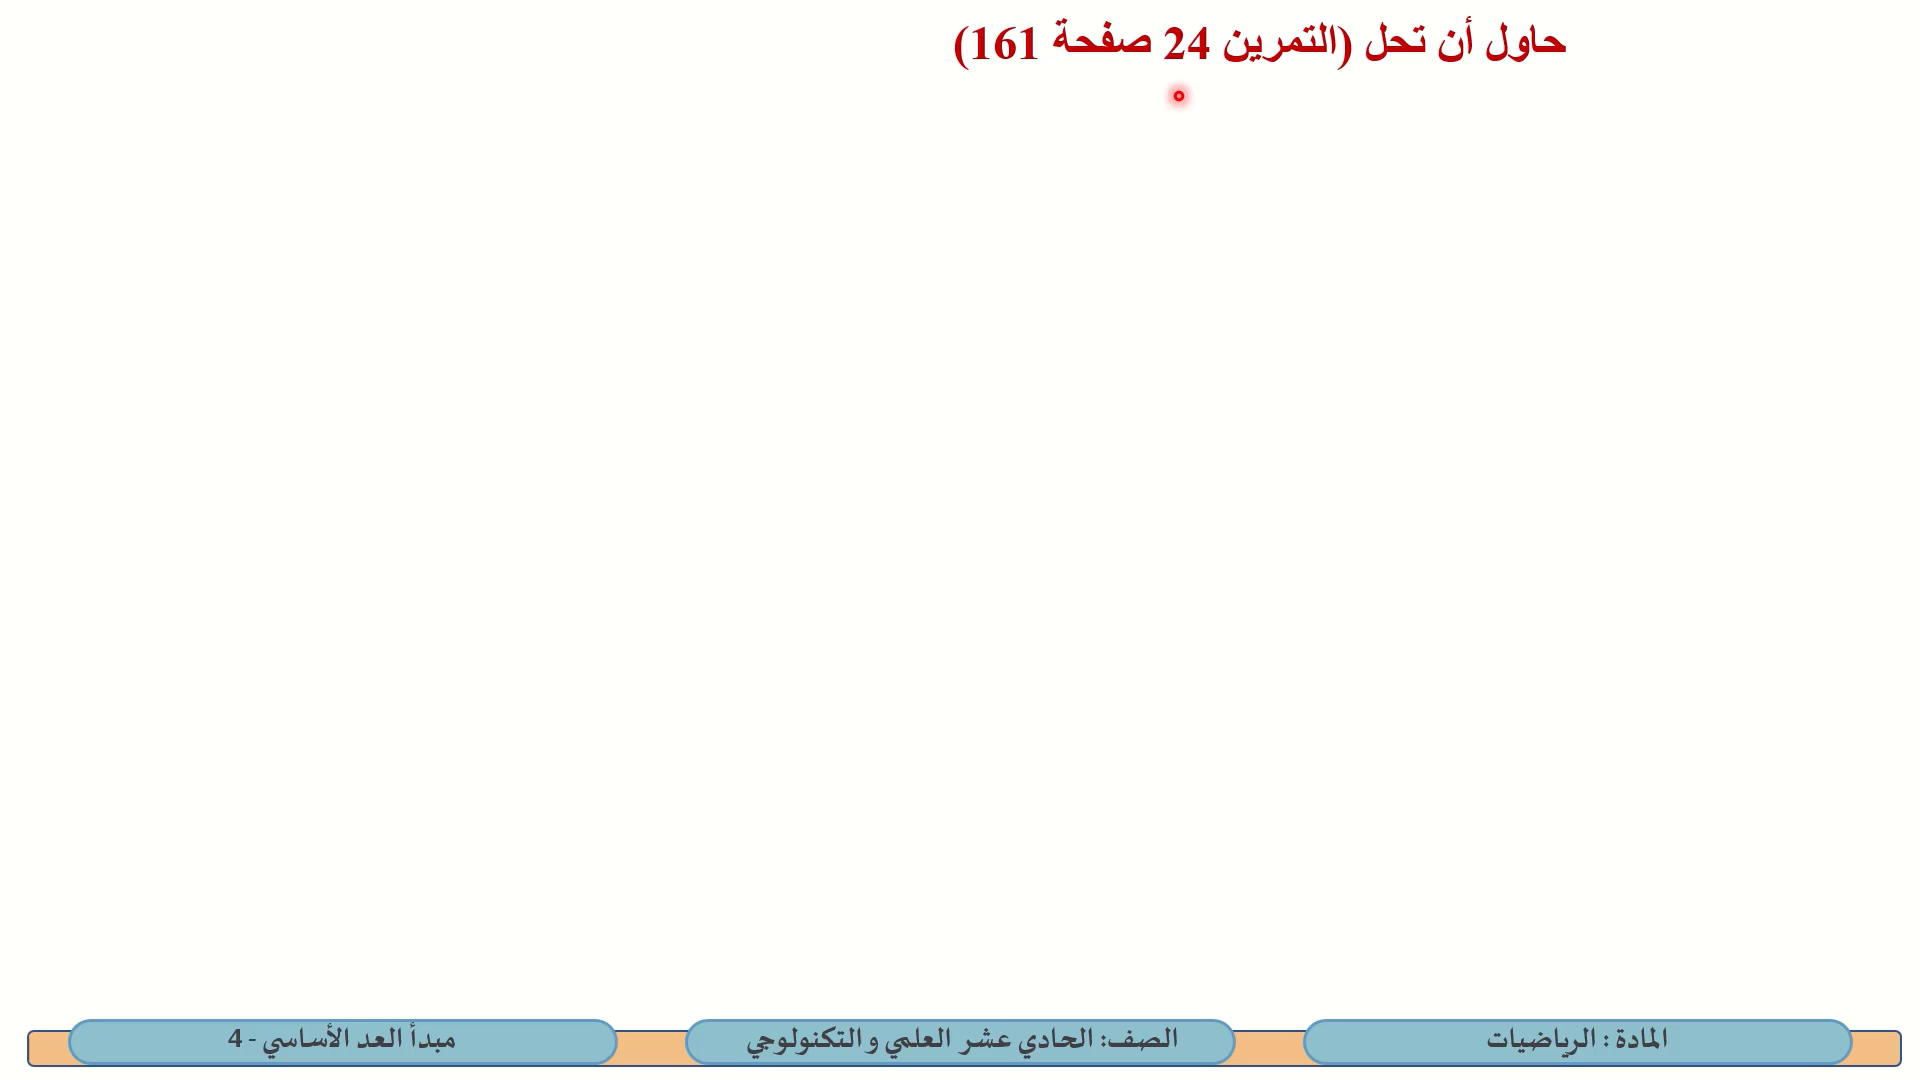 حاول أن تحل (التمرين 24 صفحة 161)
المادة : الرياضيات
الصف: الحادي عشر العلمي و التكنولوجي
مبدأ العد الأساسي - 4